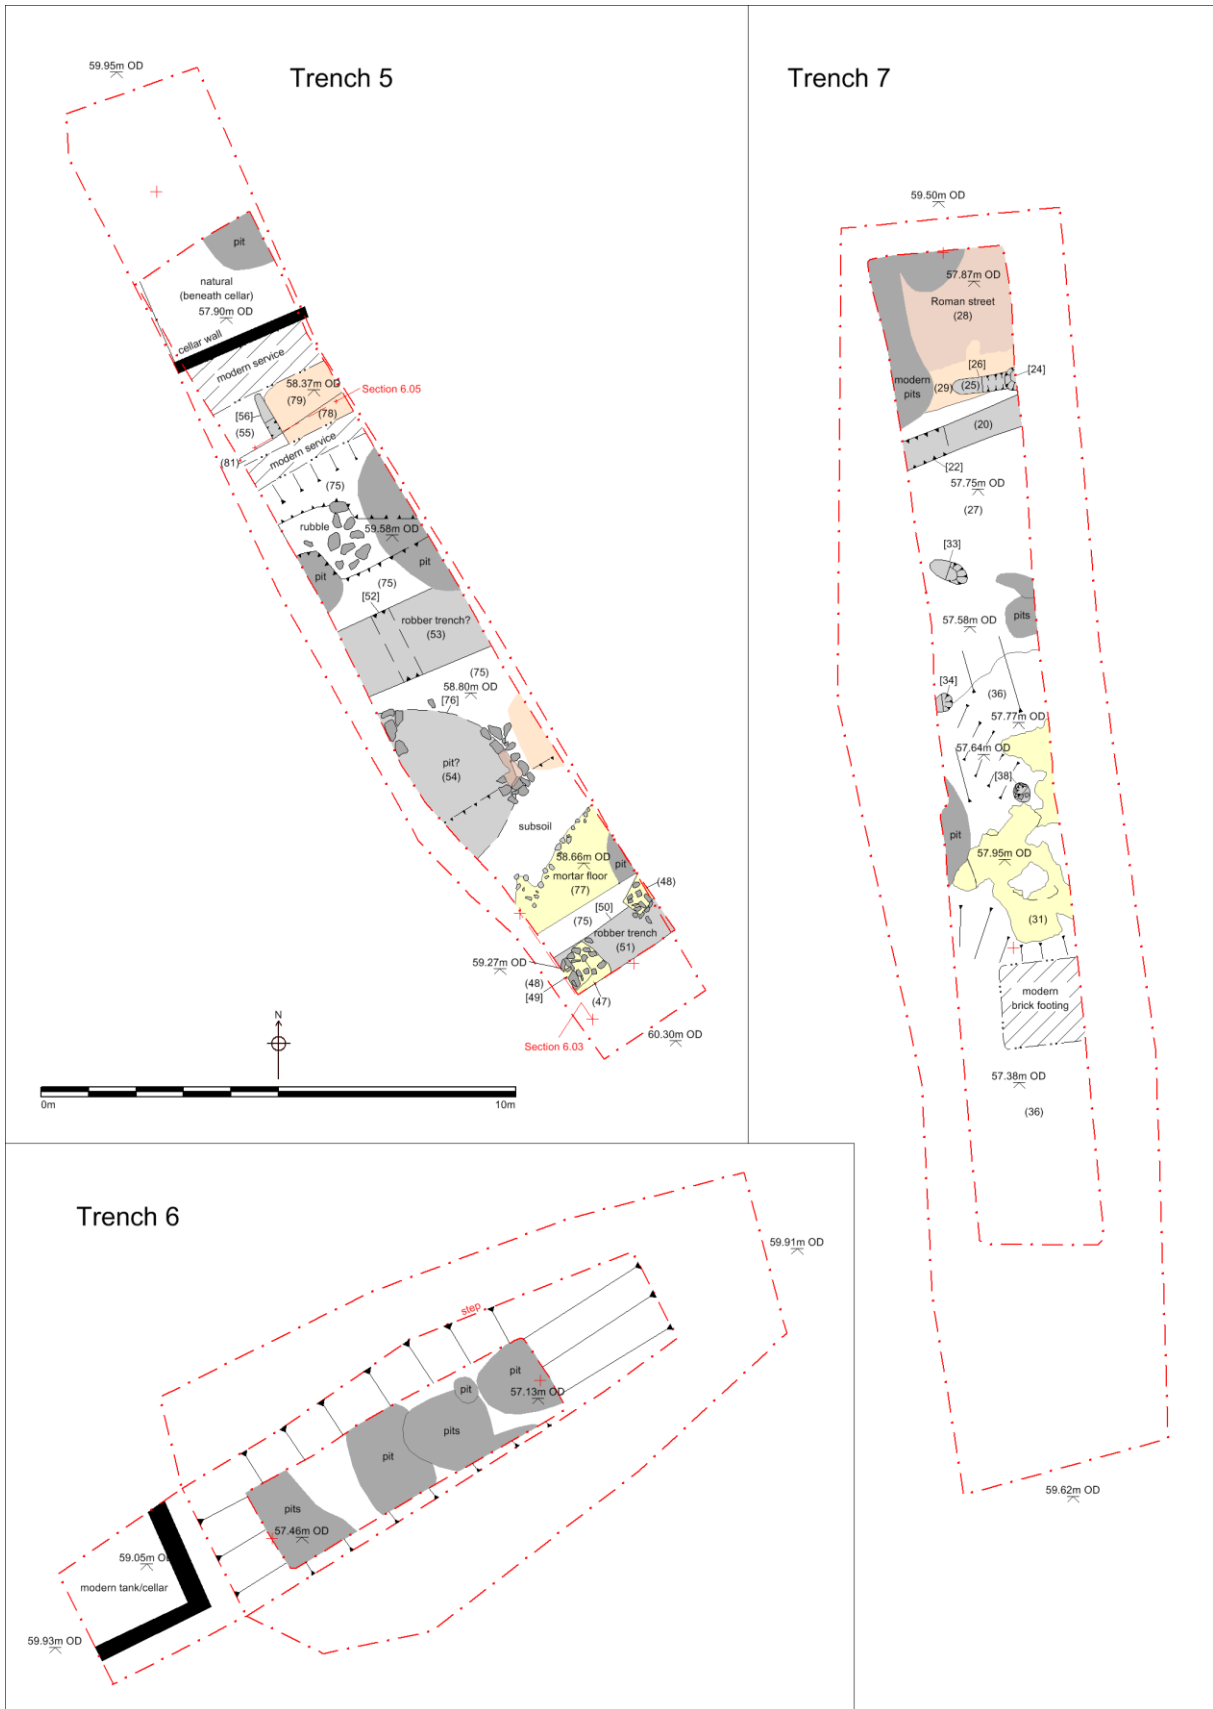 Trench 5
59.95m OD
pit
natural
(beneath cellar)
57.90m OD
cellar wall
modern service
58.37m OD
(79)
Section 6.05
[56]
(78)
(55)
(81)
modern service
(75)
rubble
59.58m OD
pit
pit
(75)
[52]
robber trench?
(53)
(75)
58.80m OD
[76]
pit?
(54)
subsoil
58.66m OD
pit
mortar floor
(77)
(48)
[50]
(75)
robber trench
(51)
59.27m OD
(48)
[49]
(47)
Section 6.03
60.30m OD
N
0m
10m
Trench 7
59.50m OD
57.87m OD
Roman street
(28)
[26]
[24]
modern
pits
(29)
(25)
(20)
[22]
57.75m OD
(27)
[33]
pits
57.58m OD
[34]
(36)
57.77m OD
57.64m OD
[38]
pit
57.95m OD
(31)
modern
brick footing
57.38m OD
(36)
59.62m OD
Trench 6
59.91m OD
step
pit
pit
57.13m OD
pits
pit
pits
57.46m OD
59.05m O
modern tank/cellar
59.93m OD